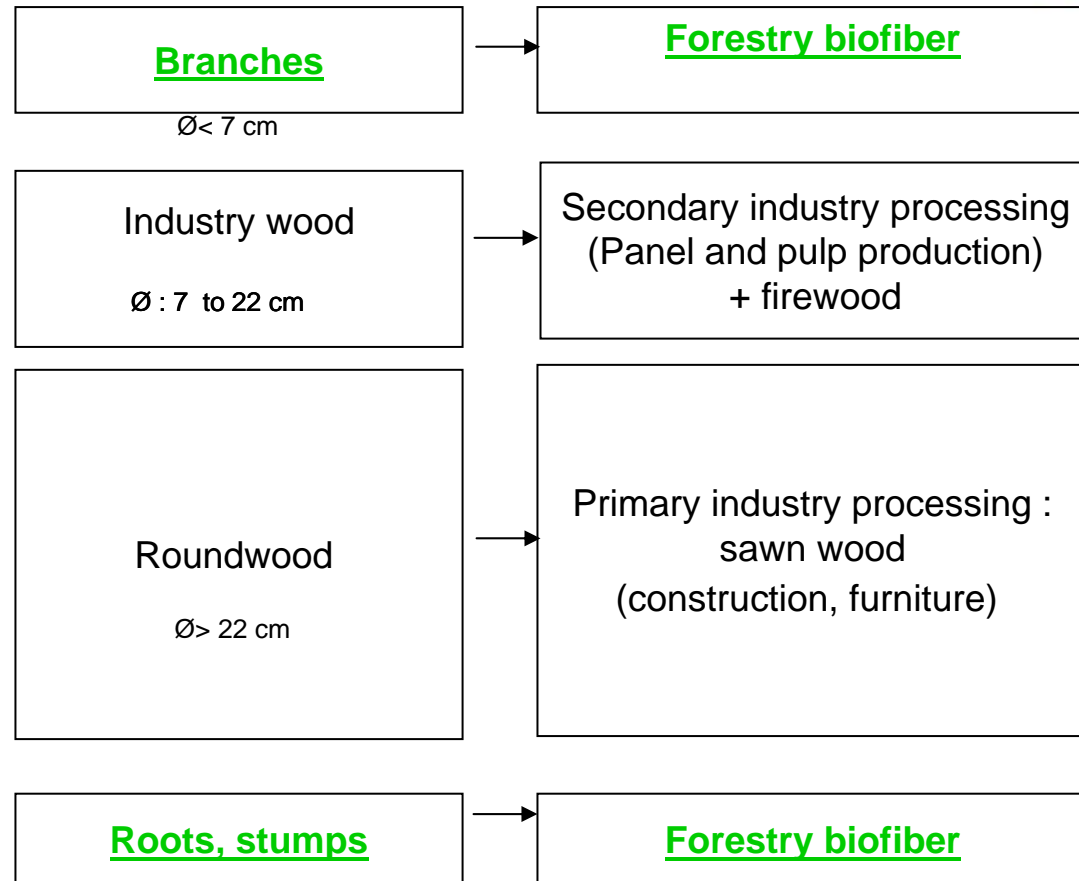 Branches
Forestry biofiber
Ø< 7 cm
Industry wood
Ø : 7 to 22 cm
Secondary industry processing
(Panel and pulp production)
+ firewood
Roundwood
Ø> 22 cm
Primary industry processing :
sawn wood
(construction, furniture)
Roots, stumps
Forestry biofiber